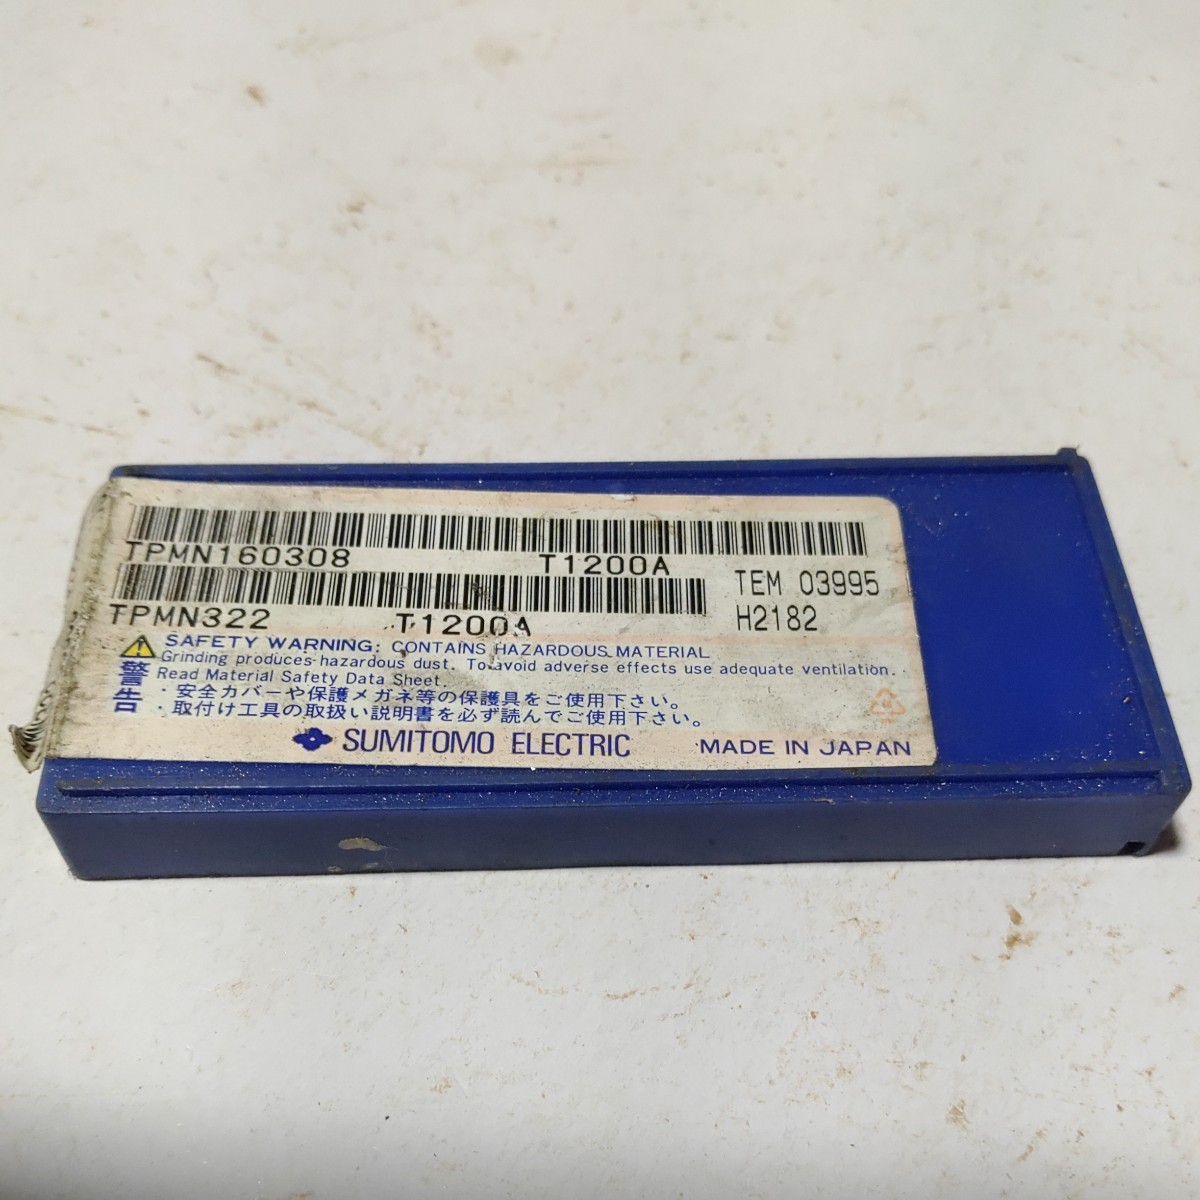 TPMN160308 T1200A
TEM 03995
TPMN322 T1200A
H2182
SAFETY WARNING: CONTAINS HAZARDOUS MATERIAL
Grinding produces hazardous dust. To avoid adverse effects use adequate ventilation.
Read Material Safety Data Sheet.
警告
・安全カバーや保護メガネ等の保護具をご使用下さい。
・取付け工具の取扱い説明書を必ず読んでご使用下さい。
SUMITOMO ELECTRIC MADE IN JAPAN